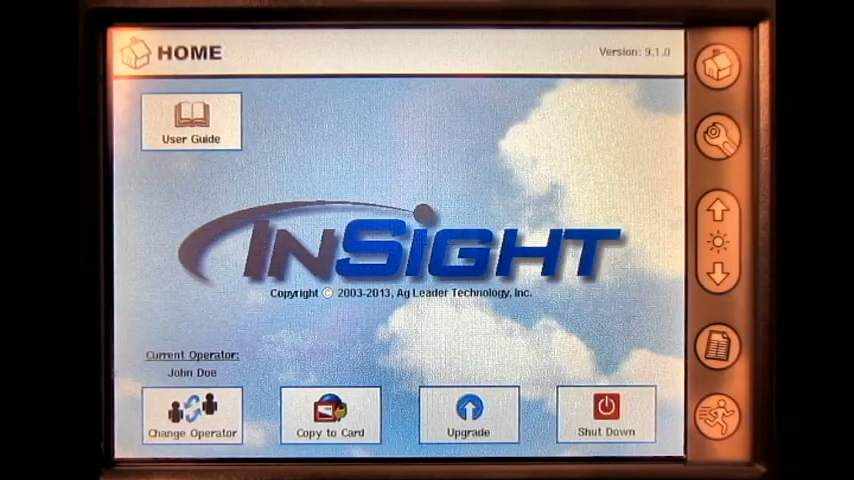 HOME
Version: 9.1.0
User Guide
INSIGHT
Copyright © 2003-2013, Ag Leader Technology, Inc.
Current Operator:
John Doe
Change Operator
Copy to Card
Upgrade
Shut Down